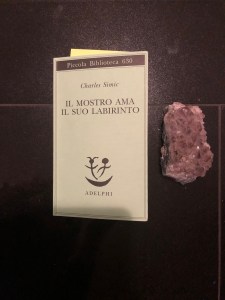 Piccola Biblioteca 650
Charles Simic
IL MOSTRO AMA
IL SUO LABIRINTO
ADELPHI